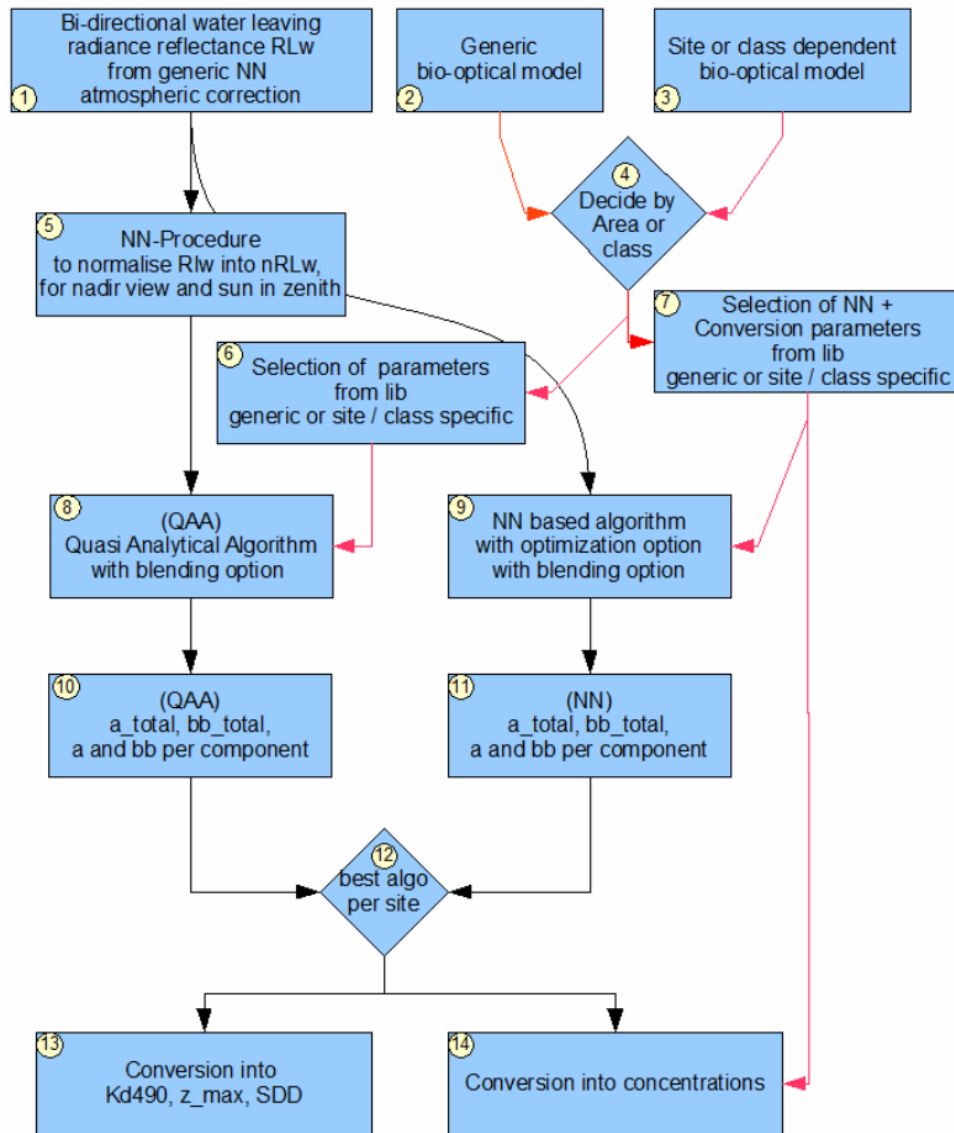 Bi-directional water leaving
radiance reflectance RLw
from generic NN
atmospheric correction
1
Generic
bio-optical model
2
Site or class dependent
bio-optical model
3
4
Decide by
Area or
class
5
NN-Procedure
to normalise Rlw into nRLw,
for nadir view and sun in zenith
6
Selection of parameters
from lib
generic or site / class specific
7
Selection of NN +
Conversion parameters
from lib
generic or site / class specific
8
(QAA)
Quasi Analytical Algorithm
with blending option
9
NN based algorithm
with optimization option
with blending option
10
(QAA)
a_total, bb_total,
a and bb per component
11
(NN)
a_total, bb_total,
a and bb per component
12
best algo
per site
13
Conversion into
Kd490, z_max, SDD
14
Conversion into concentrations